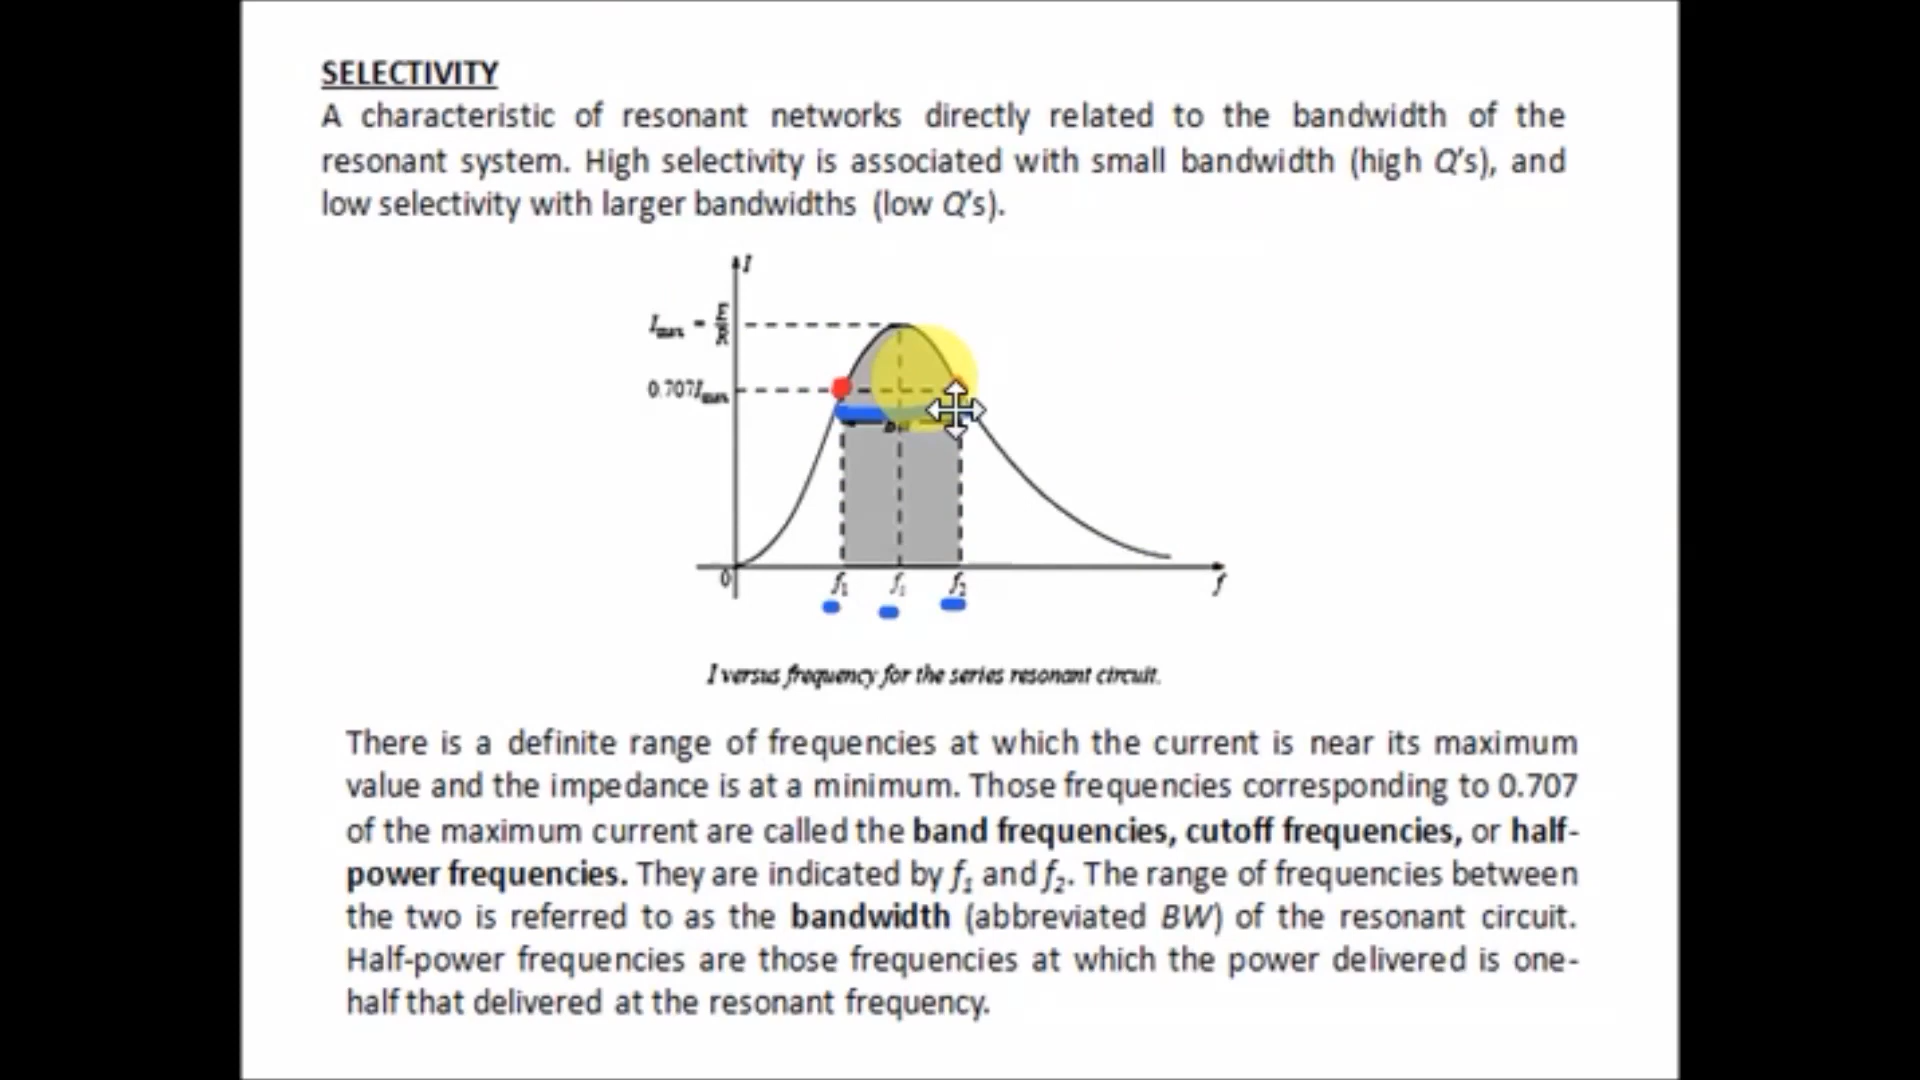 SELECTIVITY
A characteristic of resonant networks directly related to the bandwidth of the
resonant system. High selectivity is associated with small bandwidth (high Q's), and
low selectivity with larger bandwidths (low Q's).
I
Imax =
0.707Imax
0 f1 f2 f
I versus frequency for the series resonant circuit.
There is a definite range of frequencies at which the current is near its maximum
value and the impedance is at a minimum. Those frequencies corresponding to 0.707
of the maximum current are called the band frequencies, cutoff frequencies, or half-
power frequencies. They are indicated by f1 and f2. The range of frequencies between
the two is referred to as the bandwidth (abbreviated BW) of the resonant circuit.
Half-power frequencies are those frequencies at which the power delivered is one-
half that delivered at the resonant frequency.